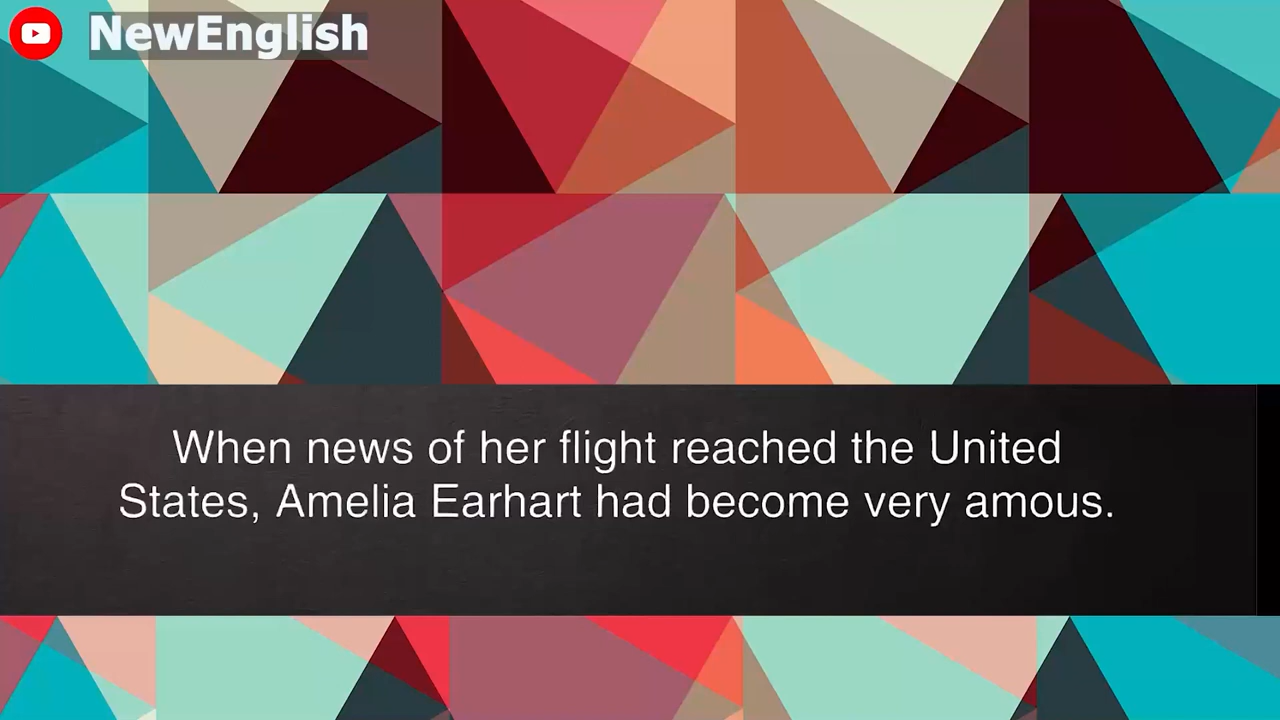 NewEnglish
When news of her flight reached the United
States, Amelia Earhart had become very amous.